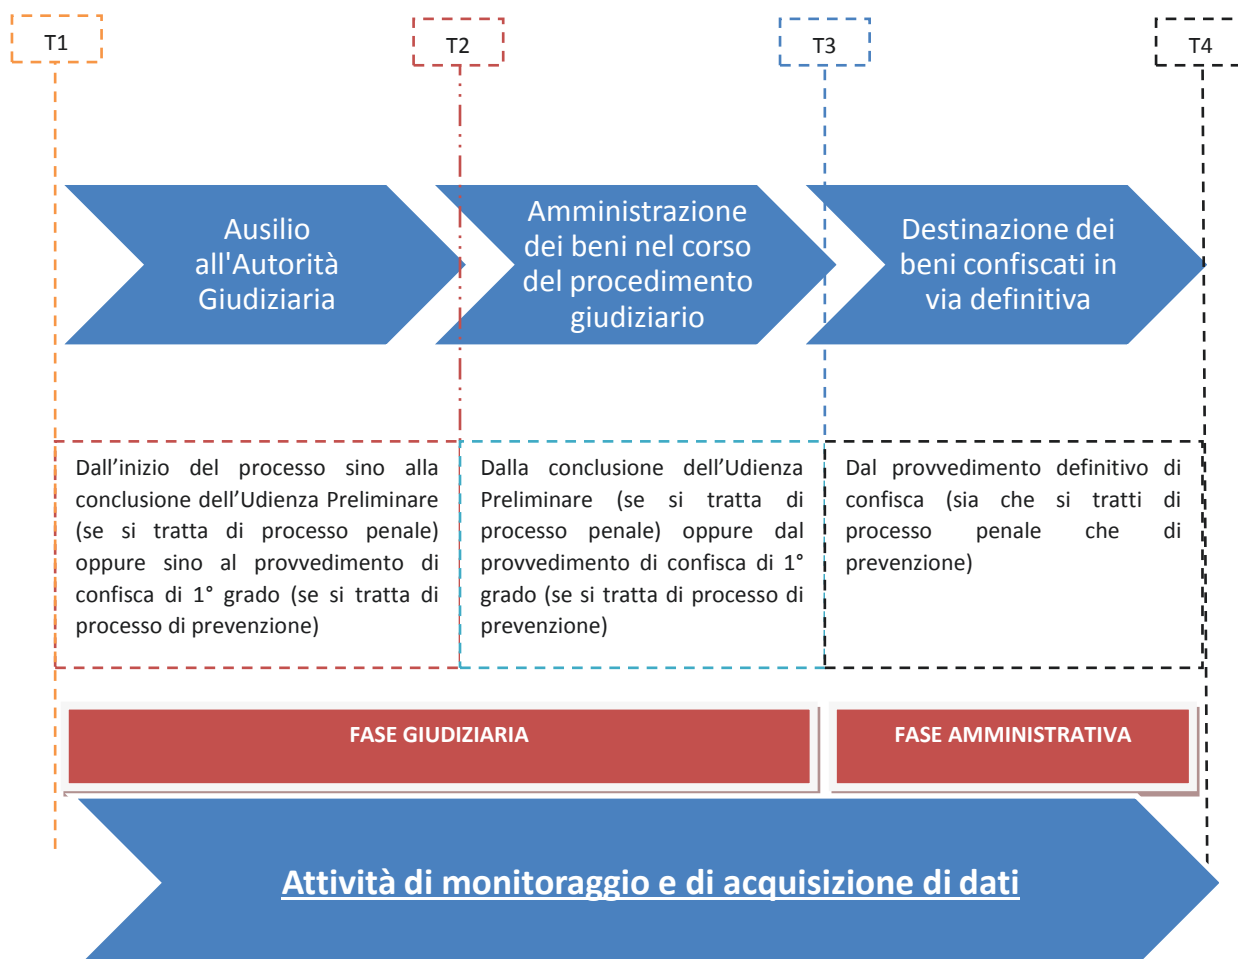 T1
T2
T3
T4
Ausilio
all'Autorità
Giudiziaria
Amministrazione
dei beni nel corso
del procedimento
giudiziario
Destinazione dei
beni confiscati in
via definitiva
Dall’inizio del processo sino alla
conclusione dell’Udienza Preliminare
(se si tratta di processo penale)
oppure sino al provvedimento di
confisca di 1° grado (se si tratta di
processo di prevenzione)
Dalla conclusione dell’Udienza
Preliminare (se si tratta di
processo penale) oppure dal
provvedimento di confisca di 1°
grado (se si tratta di processo di
prevenzione)
Dal provvedimento definitivo di
confisca (sia che si tratti di
processo penale che di
prevenzione)
FASE GIUDIZIARIA
FASE AMMINISTRATIVA
Attività di monitoraggio e di acquisizione di dati